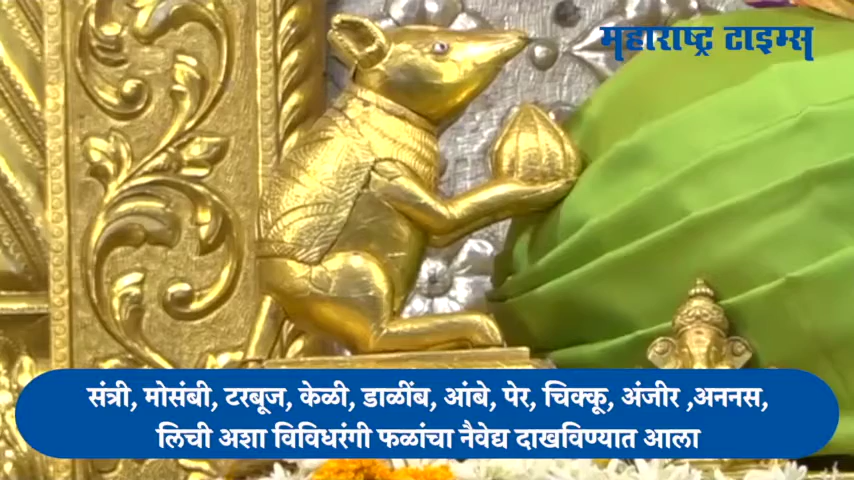 महाराष्ट्र टाइम्स
संत्री, मोसंबी, टरबूज, केळी, डाळींब, आंबे, पेर, चिक्कू, अंजीर ,अननस,
लिची अशा विविधरंगी फळांचा नैवेद्य दाखविण्यात आला